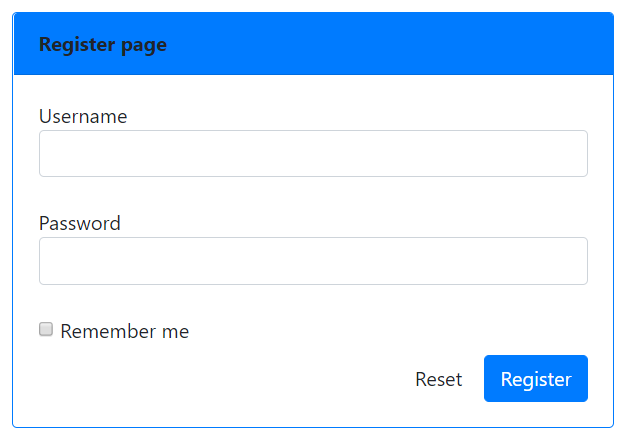 Register page
Username
Password
Remember me
Reset Register